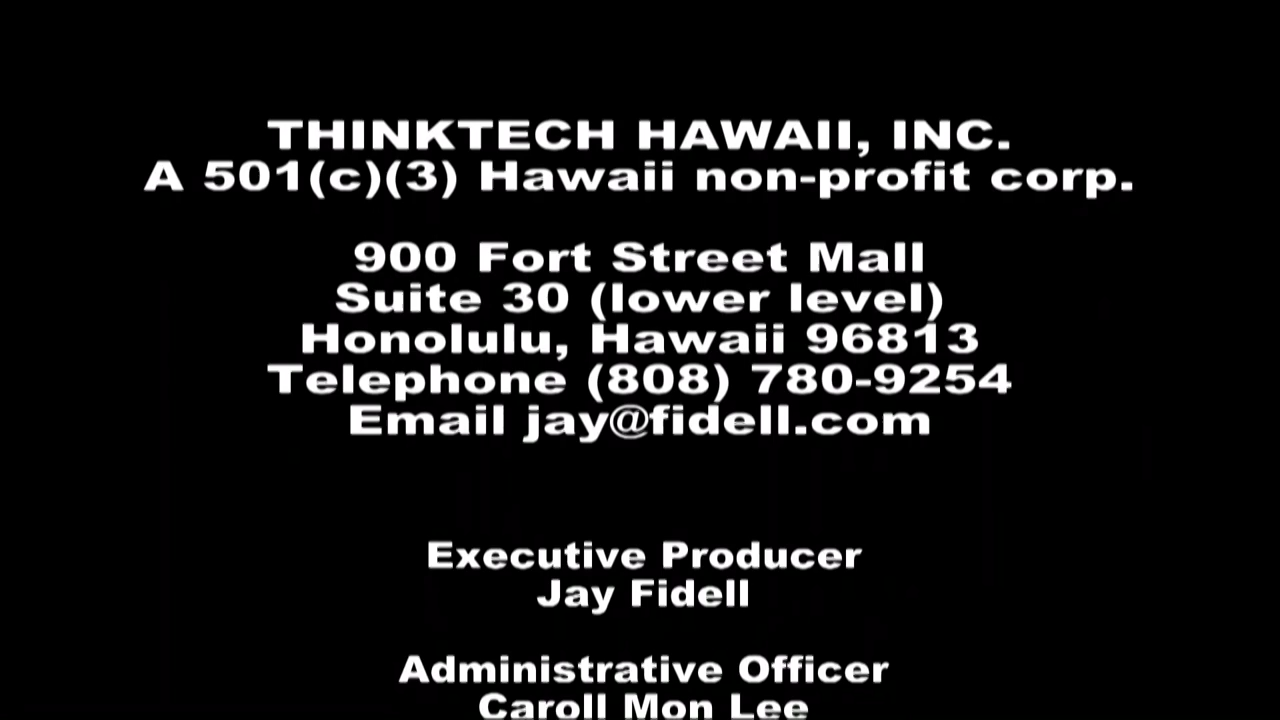 THINKTECH HAWAII, INC.
A 501(c)(3) Hawaii non-profit corp.
900 Fort Street Mall
Suite 30 (lower level)
Honolulu, Hawaii 96813
Telephone (808) 780-9254
Email jay@fidell.com
Executive Producer
Jay Fidell
Administrative Officer
Caroll Mon Lee